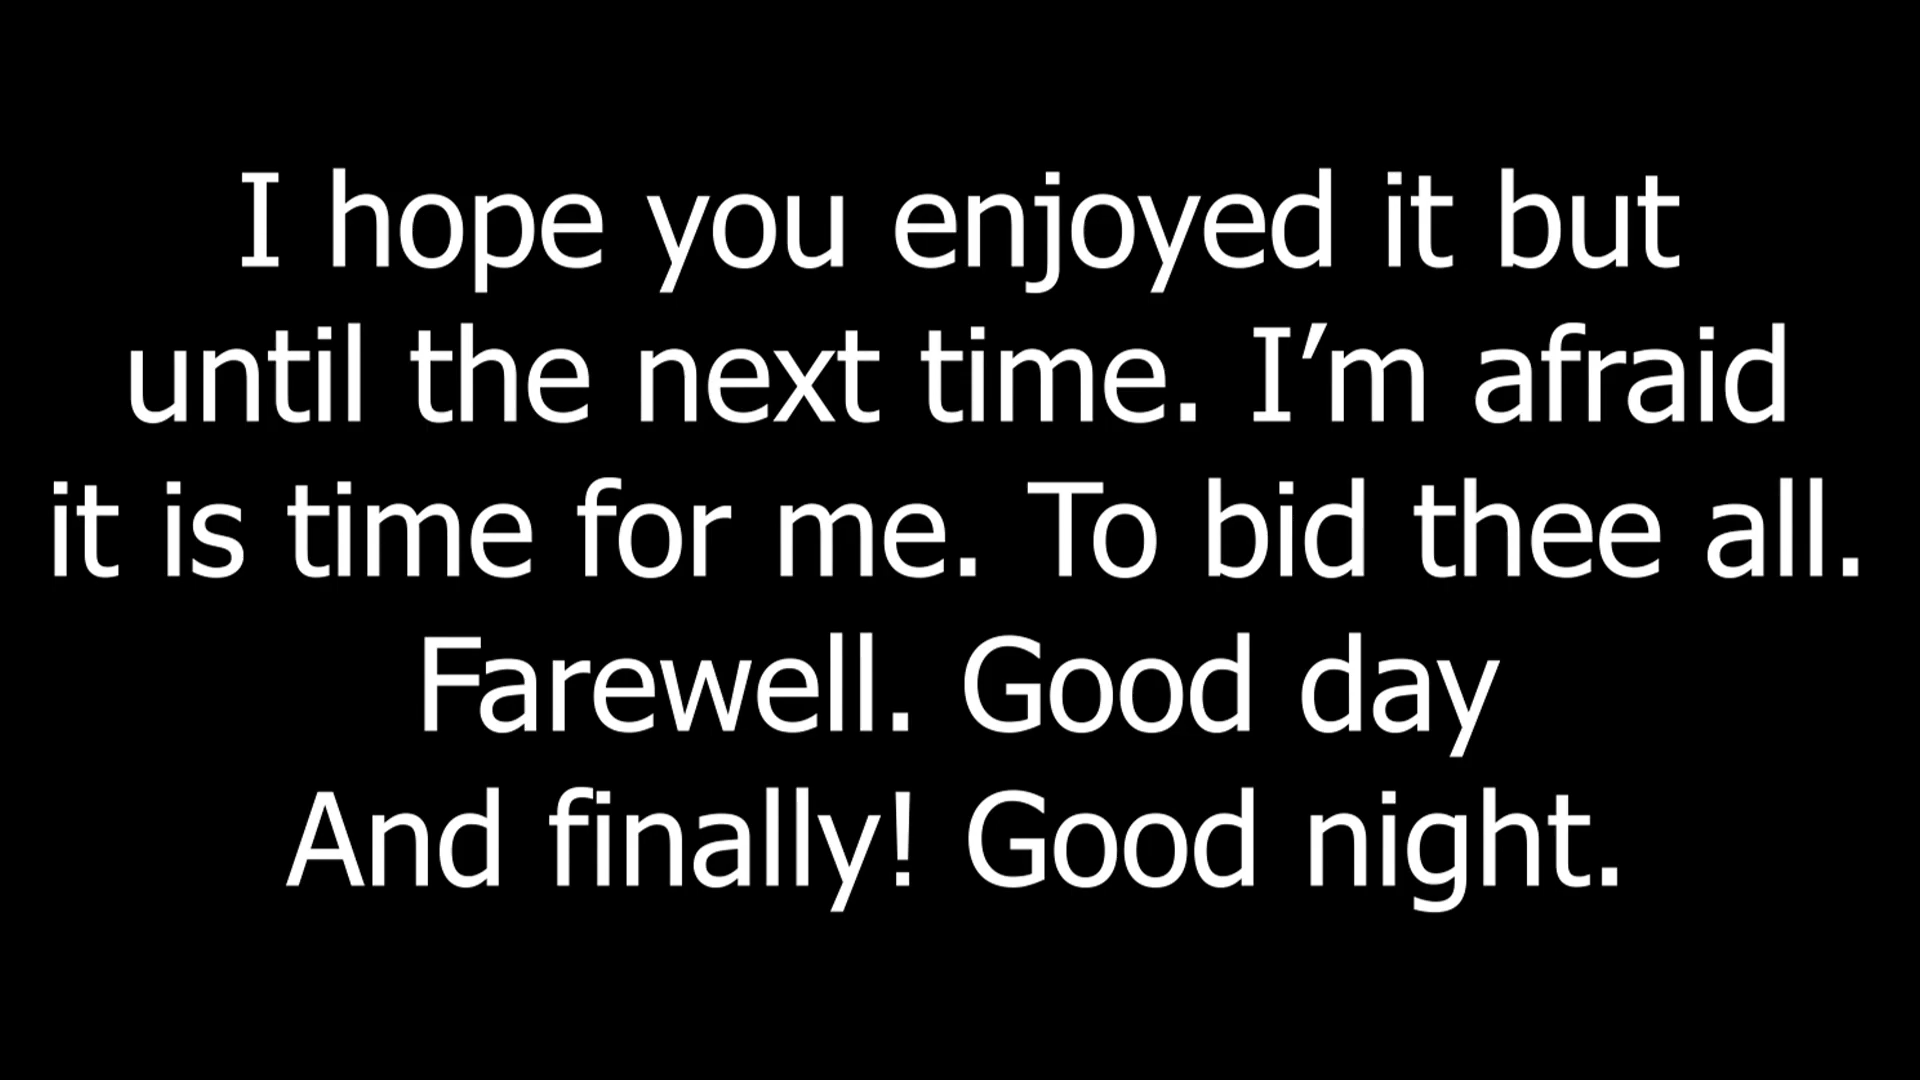 I hope you enjoyed it but
until the next time. I’m afraid
it is time for me. To bid thee all.
Farewell. Good day
And finally! Good night.